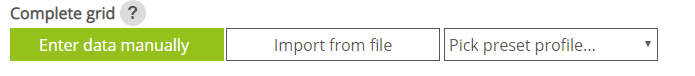 Complete grid ?
Enter data manually Import from file Pick preset profile...